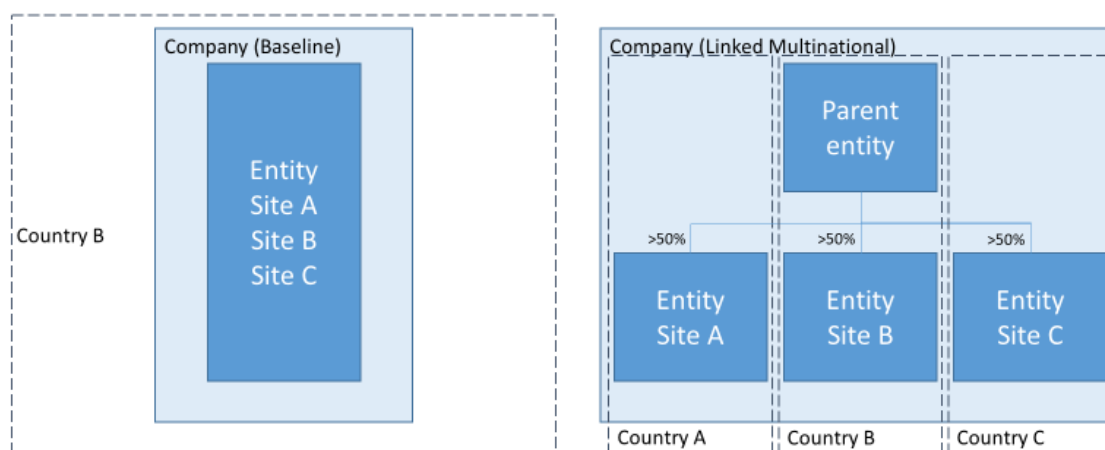 Company (Baseline)
Entity
Site A
Site B
Site C
Country B
Company (Linked Multinational)
Parent
entity
>50%
>50%
>50%
Entity
Site A
Entity
Site B
Entity
Site C
Country A
Country B
Country C